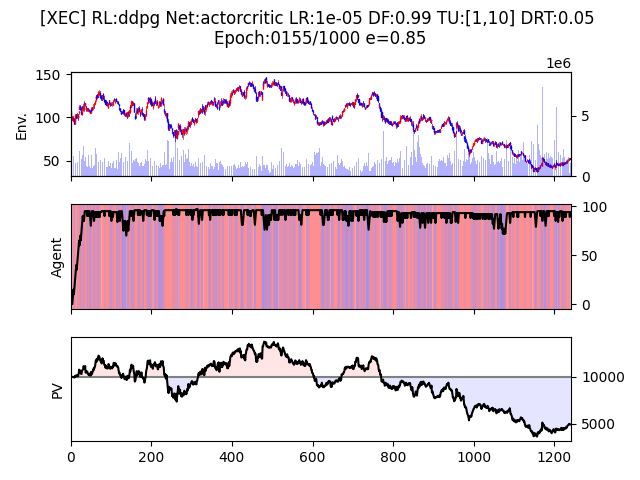 [XEC] RL:ddpg Net:actorcritic LR:1e-05 DF:0.99 TU:[1,10] DRT:0.05
Epoch:0155/1000 e=0.85
1e6
150
100
50
Env.
5
0
Agent
100
50
0
PV
10000
5000
0 200 400 600 800 1000 1200